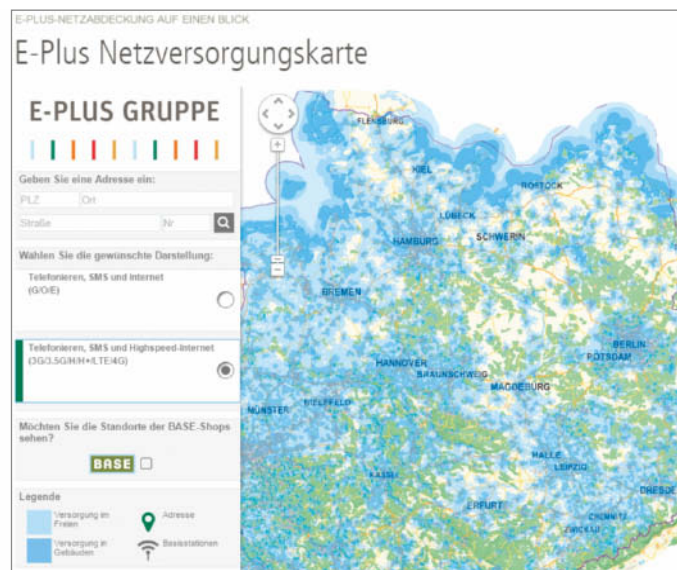 E-PLUS-NETZABDECKUNG AUF EINEN BLICK
E-Plus Netzversorgungskarte
E-PLUS GRUPPE
Geben Sie eine Adresse ein:
PLZ Ort
Straße Nr
Wählen Sie die gewünschte Darstellung:
Telefonieren, SMS und Internet
(G/O/E)
Telefonieren, SMS und Highspeed-Internet
(3G/3.5G/H/H+/LTE/4G)
Möchten Sie die Standorte der BASE-Shops
sehen?
BASE
Legende
Versorgung im
Freien
Adresse
Versorgung in
Gebäuden
Basisstationen
FLENSBURG
KIEL
ROSTOCK
LÜBECK
HAMBURG
SCHWERIN
BREMEN
BERLIN
POTSDAM
HANNOVER
BRAUNSCHWEIG
MAGDEBURG
MÜNSTER
BIELEFELD
HALLE
LEIPZIG
KASSEL
ERFURT
DRESDE
CHEMNITZ
ZWICKAU